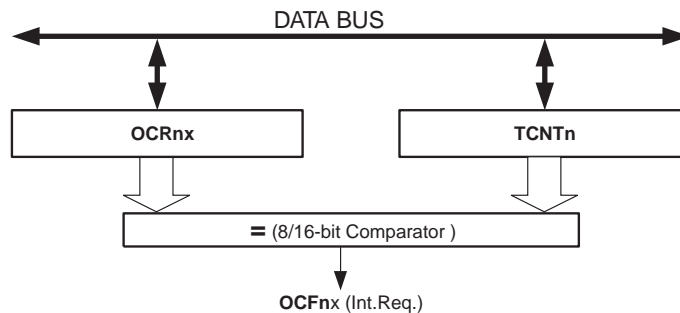 DATA BUS
OCRnx
TCNTn
= (8/16-bit Comparator )
OCFnx (Int.Req.)